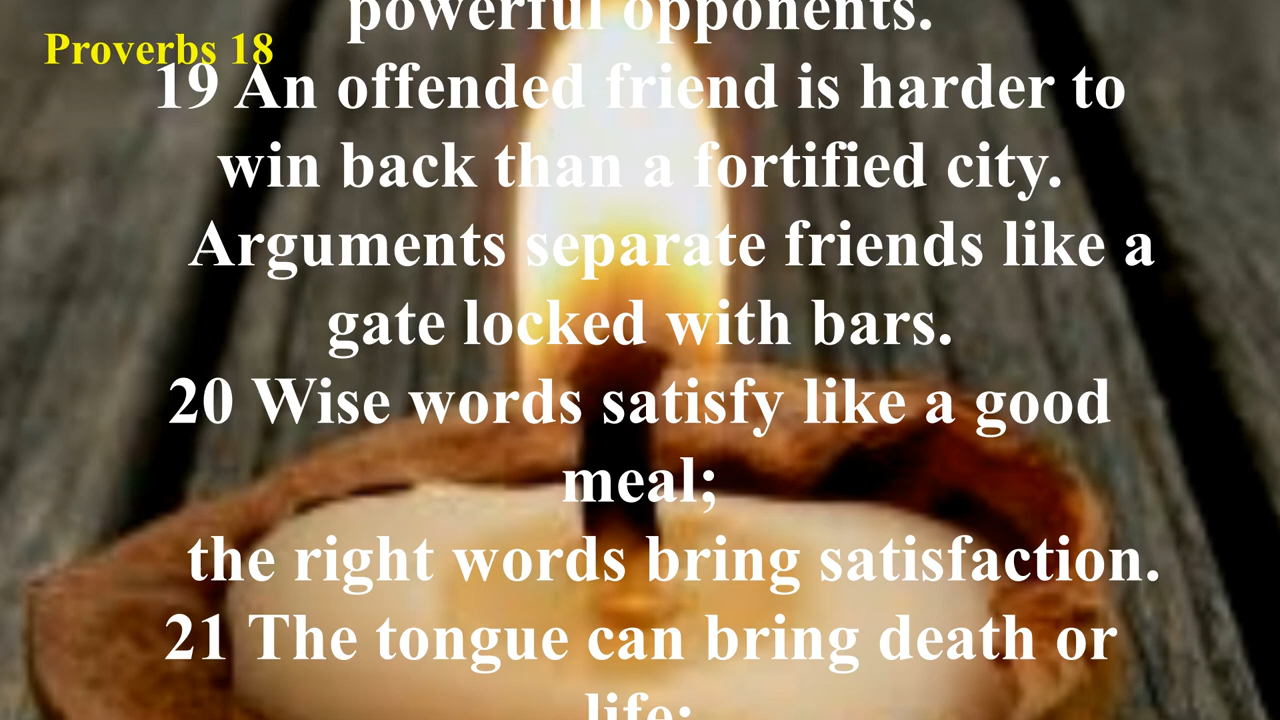 powerful opponents.
Proverbs 18
19 An offended friend is harder to
win back than a fortified city.
Arguments separate friends like a
gate locked with bars.
20 Wise words satisfy like a good
meal;
the right words bring satisfaction.
21 The tongue can bring death or
life;